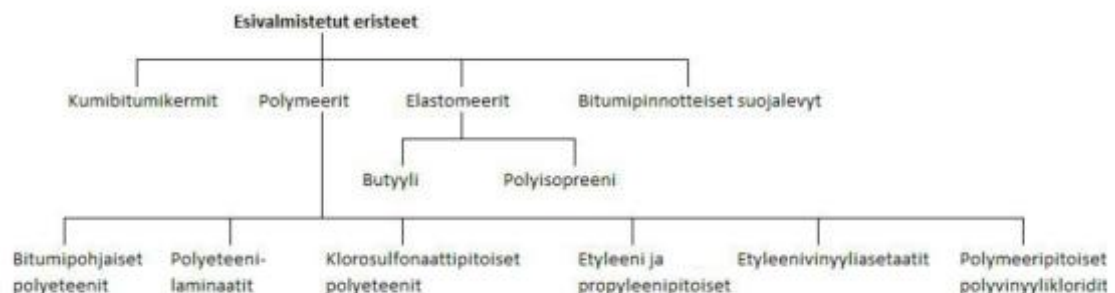 Esivalmistetut eristeet
Kumibitumikermit
Polymeerit
Elastomeerit
Bitumipinnotteiset suojalevyt
Butyyli
Polyisopreeni
Bitumipohjaiset
polyeteenit
Polyeteeni-
laminaatit
Klorosulfonaattipitoiset
polyeteenit
Etyleeni ja
propyleenipitoiset
Etyleenivinyyliasetaatit
Polymeeripitoiset
polyvinyylikloridit